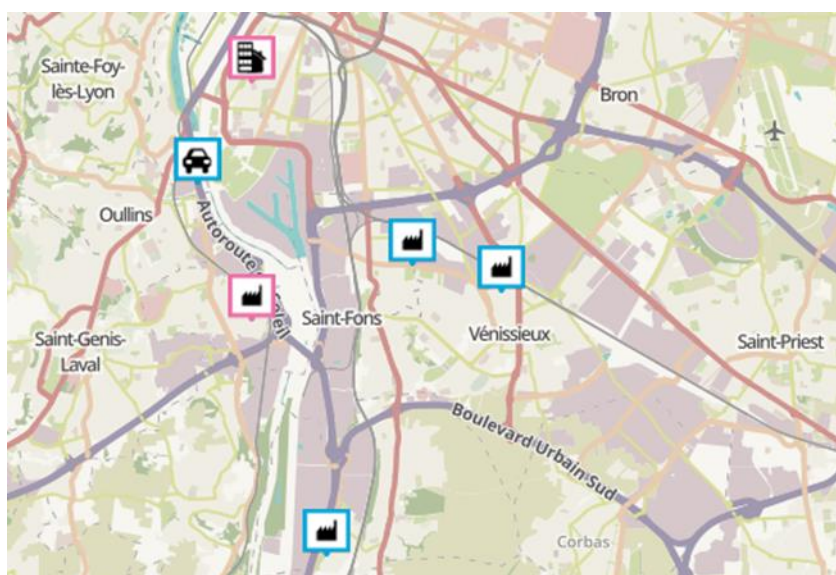 Sainte-Foy-
lès-Lyon
Bron
Oullins
Autoroute
Soleil
Saint-Fons
Vénissieux
Saint-Genis-
Laval
Saint-Priest
Boulevard Urbain Sud
Corbas